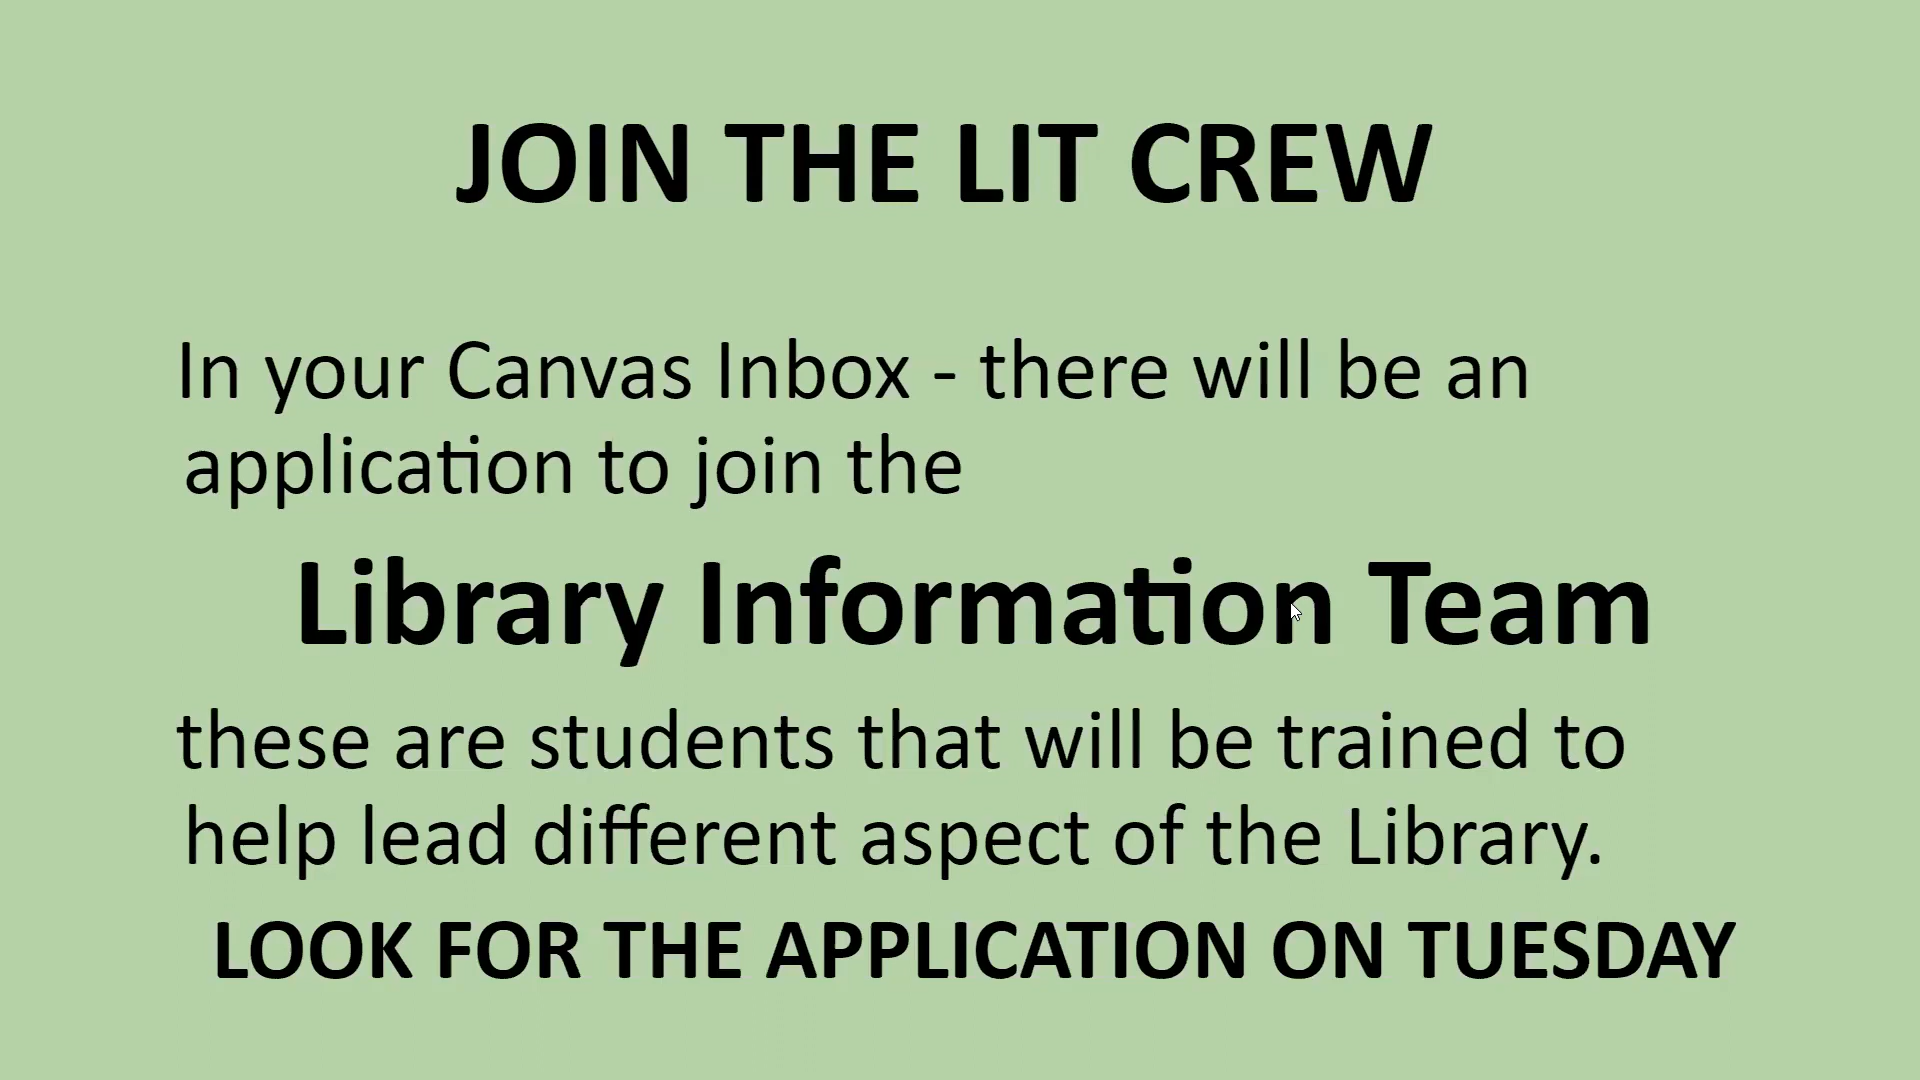 JOIN THE LIT CREW
In your Canvas Inbox - there will be an
application to join the
Library Information Team
these are students that will be trained to
help lead different aspect of the Library.
LOOK FOR THE APPLICATION ON TUESDAY